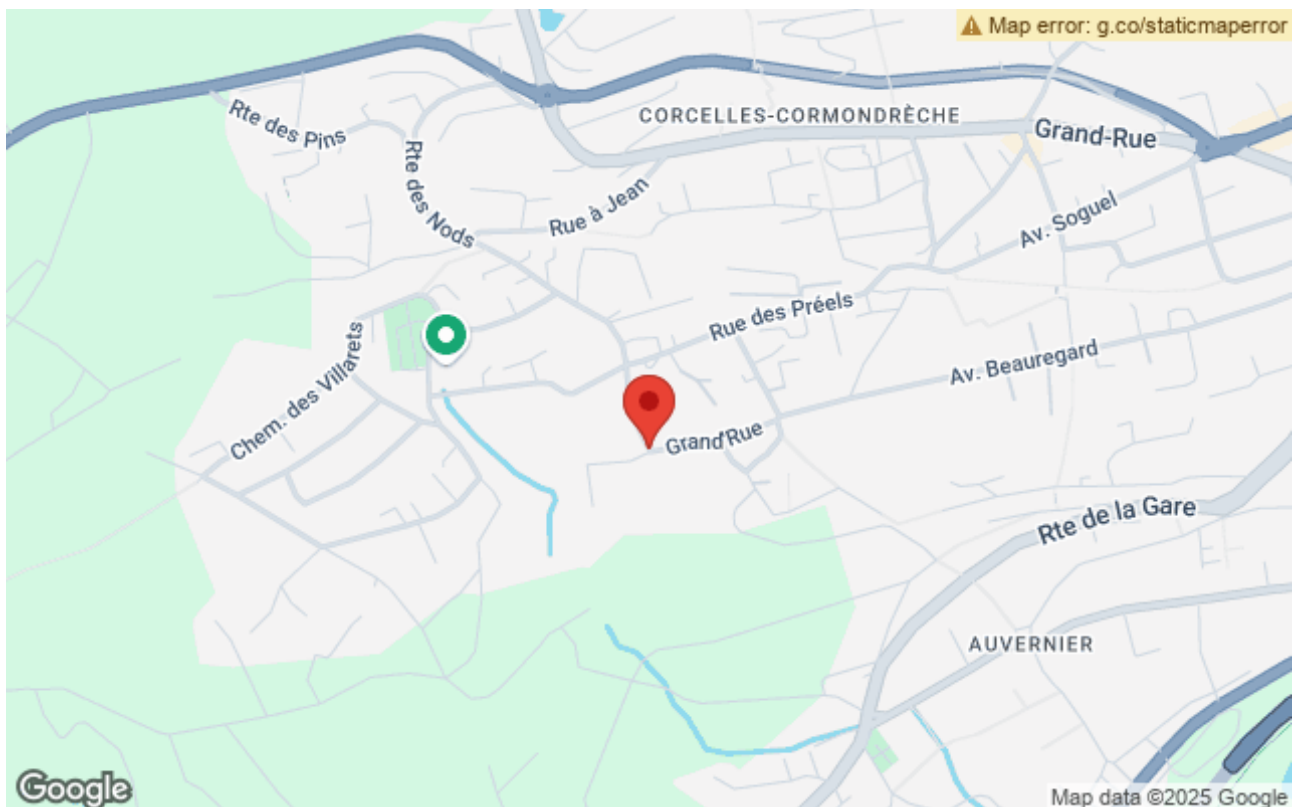 Map error: g.co/staticmaperror
CORCELLES-CORMONDRÈCHE
Grand-Rue
Rte des Pins
Rte des Nods
Rue à Jean
Av. Soguel
Rue des Préels
Chem. des Villarets
Av. Beauregard
Grand'Rue
Rte de la Gare
AUVERNIER
Google
Map data ©2025 Google